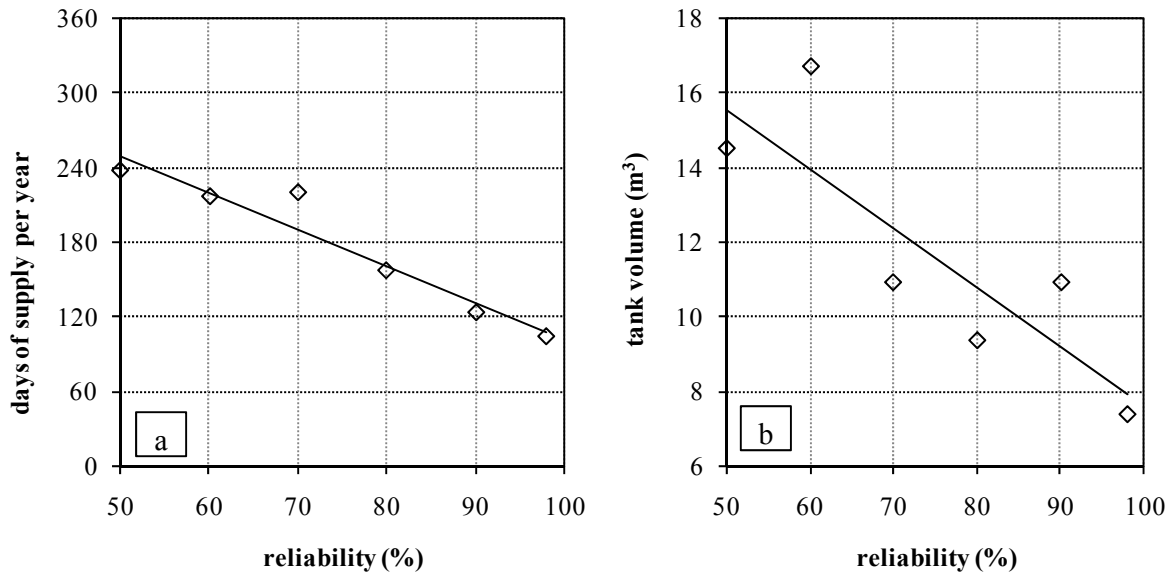 360
300
240
180
120
60
0
days of supply per year
a
50 60 70 80 90 100
reliability (%)
18
16
14
12
10
8
6
tank volume (m³)
b
50 60 70 80 90 100
reliability (%)